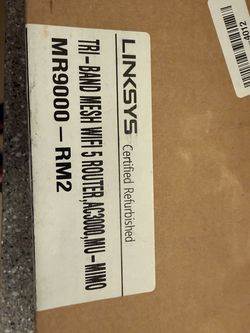 LINKSYS Certified Refurbished
TRI-BAND MESH WIFI 5 ROUTER,AC3000,MU-MIMO
MR9000-RM2
4012